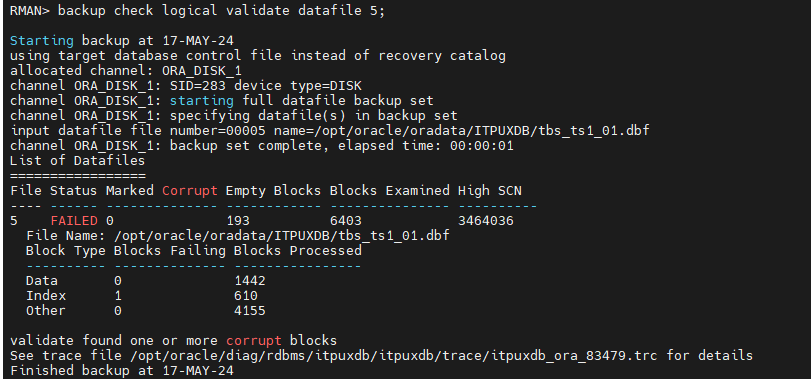 RMAN> backup check logical validate datafile 5;
Starting backup at 17-MAY-24
using target database control file instead of recovery catalog
allocated channel: ORA_DISK_1
channel ORA_DISK_1: SID=283 device type=DISK
channel ORA_DISK_1: starting full datafile backup set
channel ORA_DISK_1: specifying datafile(s) in backup set
input datafile file number=00005 name=/opt/oracle/oradata/ITPUXDB/tbs_ts1_01.dbf
channel ORA_DISK_1: backup set complete, elapsed time: 00:00:01
List of Datafiles
=================
File Status Marked Corrupt Empty Blocks Blocks Examined High SCN
---- ------ -------------- ------------ --------------- ----------
5    FAILED 0              193          6403            3464036
  File Name: /opt/oracle/oradata/ITPUXDB/tbs_ts1_01.dbf
  Block Type Blocks Failing Blocks Processed
  ---------- -------------- ----------------
  Data       0              1442
  Index      1              610
  Other      0              4155
validate found one or more corrupt blocks
See trace file /opt/oracle/diag/rdbms/itpuxdb/itpuxdb/trace/itpuxdb_ora_83479.trc for details
Finished backup at 17-MAY-24